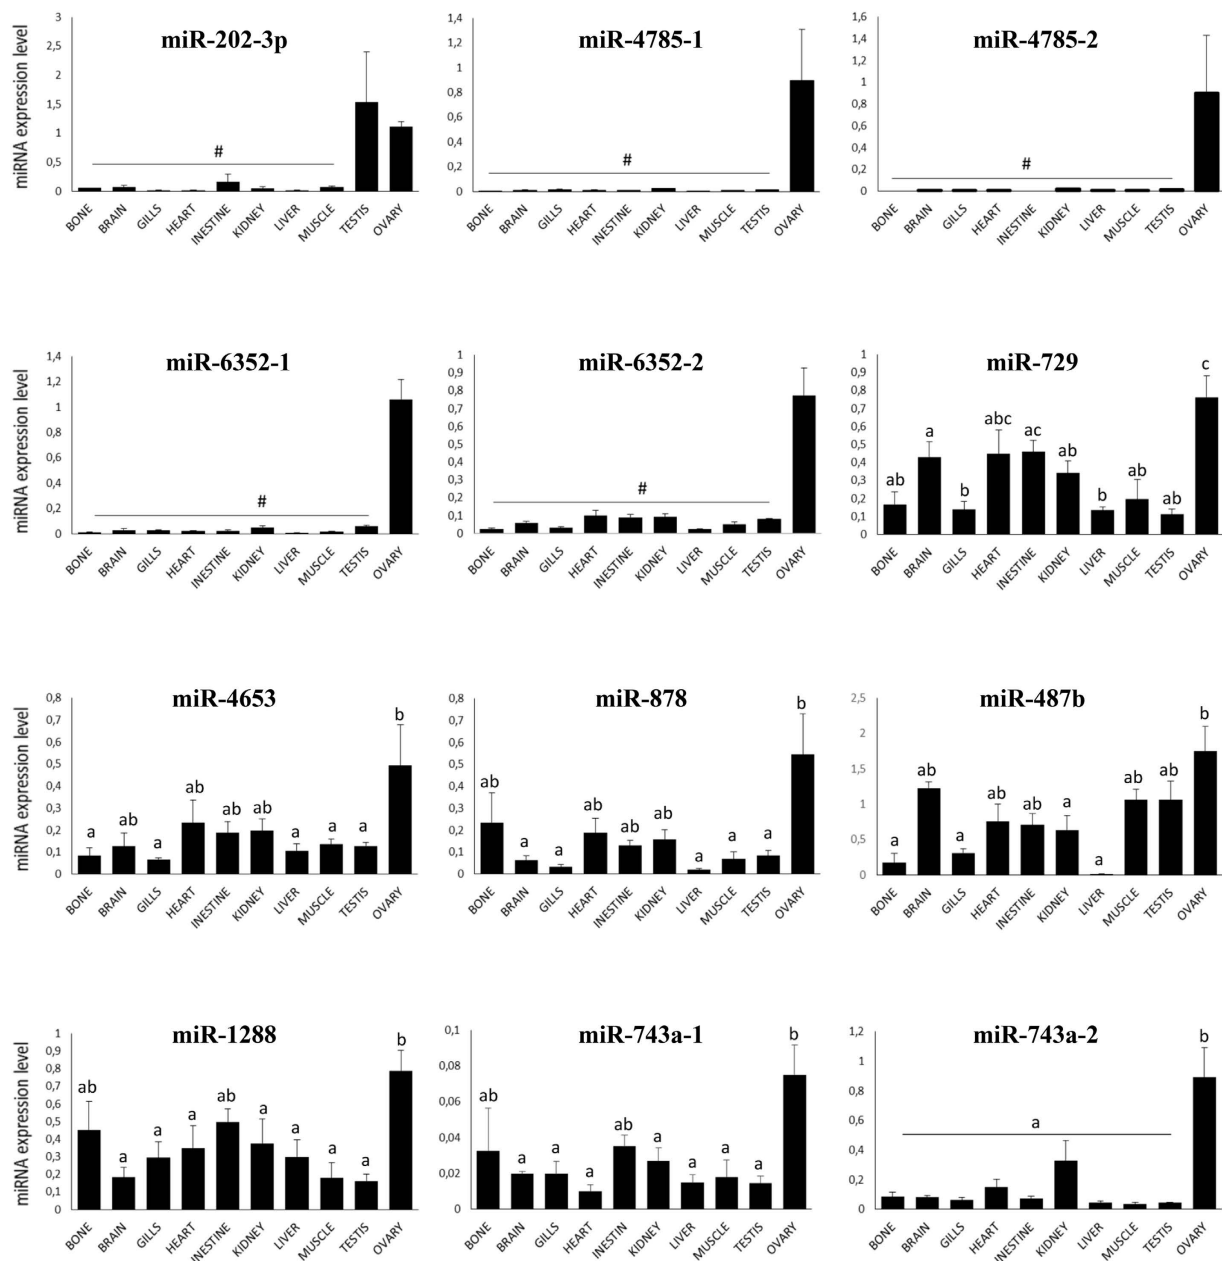 miRNA expression level
miR-202-3p
3
2,5
2
1,5
1
0,5
0
#
BONE
BRAIN
GILLS
HEART
INESTINE
KIDNEY
LIVER
MUSCLE
TESTIS
OVARY
miR-4785-1
1,4
1,2
1
0,8
0,6
0,4
0,2
0
#
BONE
BRAIN
GILLS
HEART
INESTINE
KIDNEY
LIVER
MUSCLE
TESTIS
OVARY
miR-4785-2
1,6
1,4
1,2
1
0,8
0,6
0,4
0,2
0
#
BONE
BRAIN
GILLS
HEART
INESTINE
KIDNEY
LIVER
MUSCLE
TESTIS
OVARY
miRNA expression level
miR-6352-1
1,4
1,2
1
0,8
0,6
0,4
0,2
0
#
BONE
BRAIN
GILLS
HEART
INESTINE
KIDNEY
LIVER
MUSCLE
TESTIS
OVARY
miR-6352-2
1
0,9
0,8
0,7
0,6
0,5
0,4
0,3
0,2
0,1
0
#
BONE
BRAIN
GILLS
HEART
INESTINE
KIDNEY
LIVER
MUSCLE
TESTIS
OVARY
miR-729
1
0,9
0,8
0,7
0,6
0,5
0,4
0,3
0,2
0,1
0
ab
a
b
abc
ac
ab
b
ab
ab
c
BONE
BRAIN
GILLS
HEART
INESTINE
KIDNEY
LIVER
MUSCLE
TESTIS
OVARY
miRNA expression level
miR-4653
0,8
0,7
0,6
0,5
0,4
0,3
0,2
0,1
0
a
ab
a
ab
ab
ab
a
a
a
b
BONE
BRAIN
GILLS
HEART
INESTINE
KIDNEY
LIVER
MUSCLE
TESTIS
OVARY
miR-878
0,8
0,7
0,6
0,5
0,4
0,3
0,2
0,1
0
ab
a
a
ab
ab
ab
a
a
a
b
BONE
BRAIN
GILLS
HEART
INESTINE
KIDNEY
LIVER
MUSCLE
TESTIS
OVARY
miR-487b
2,5
2
1,5
1
0,5
0
a
ab
a
ab
ab
a
a
ab
ab
b
BONE
BRAIN
GILLS
HEART
INESTINE
KIDNEY
LIVER
MUSCLE
TESTIS
OVARY
miRNA expression level
miR-1288
1
0,9
0,8
0,7
0,6
0,5
0,4
0,3
0,2
0,1
0
ab
a
a
a
ab
a
a
a
a
b
BONE
BRAIN
GILLS
HEART
INESTINE
KIDNEY
LIVER
MUSCLE
TESTIS
OVARY
miR-743a-1
0,1
0,08
0,06
0,04
0,02
0
ab
a
a
a
ab
a
a
a
a
b
BONE
BRAIN
GILLS
HEART
INESTIN
KIDNEY
LIVER
MUSCLE
TESTIS
OVARY
miR-743a-2
1,2
1
0,8
0,6
0,4
0,2
0
a
b
BONE
BRAIN
GILLS
HEART
INESTINE
KIDNEY
LIVER
MUSCLE
TESTIS
OVARY